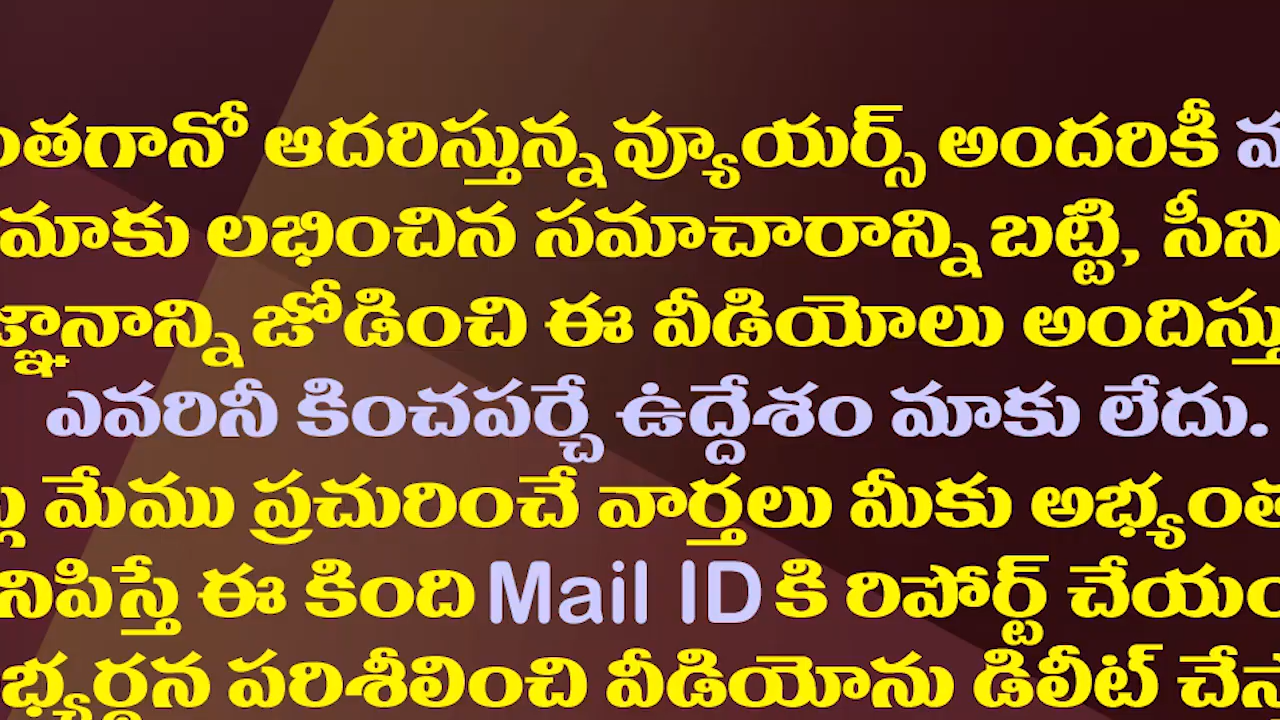 ఆదరిస్తున్న వ్యూయర్స్ అందరికీ
మాకు లభించిన సమాచారాన్ని బట్టి,
జోడించి ఈ వీడియోలు
ఎవరినీ కించపర్చే ఉద్దేశం మాకు లేదు.
మేము ప్రచురించే వార్తలు మీకు
ఈ కింది Mail ID కి రిపోర్ట్
పరిశీలించి వీడియోను డిలీట్